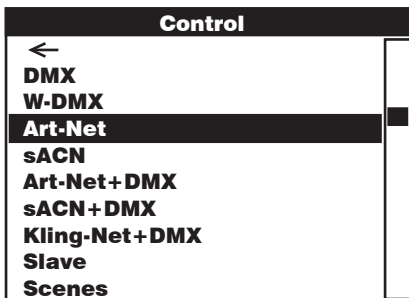 Control
←
DMX
W-DMX
Art-Net
sACN
Art-Net+DMX
sACN+DMX
Kling-Net+DMX
Slave
Scenes